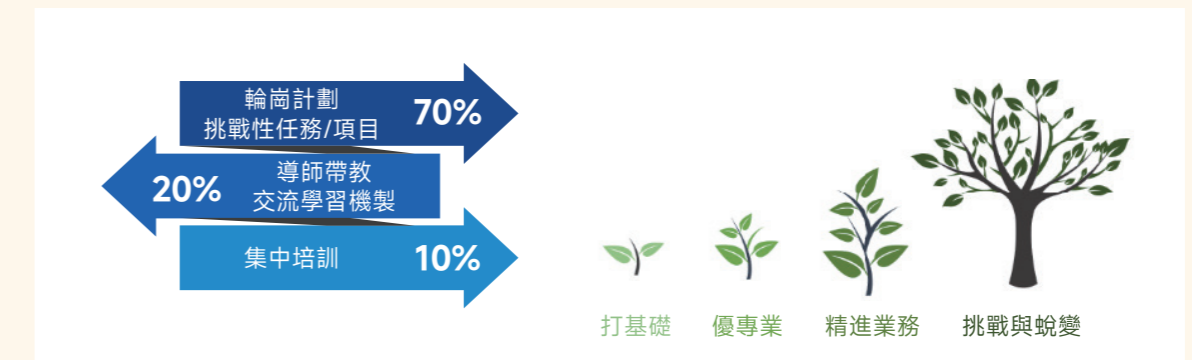 輪崗計劃
挑戰性任務/項目
70%
20%
導師帶教
交流學習機製
集中培訓
10%
打基礎
優專業
精進業務
挑戰與蛻變